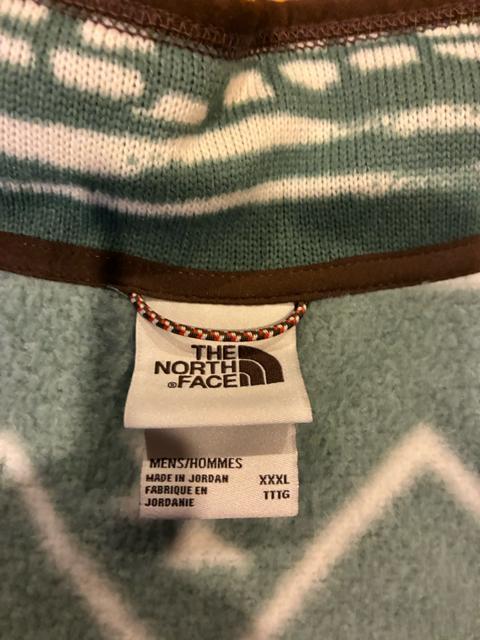 THE
NORTH
®FACE
MENS/HOMMES
MADE IN JORDAN XXXL
FABRIQUE EN TTTG
JORDANIE